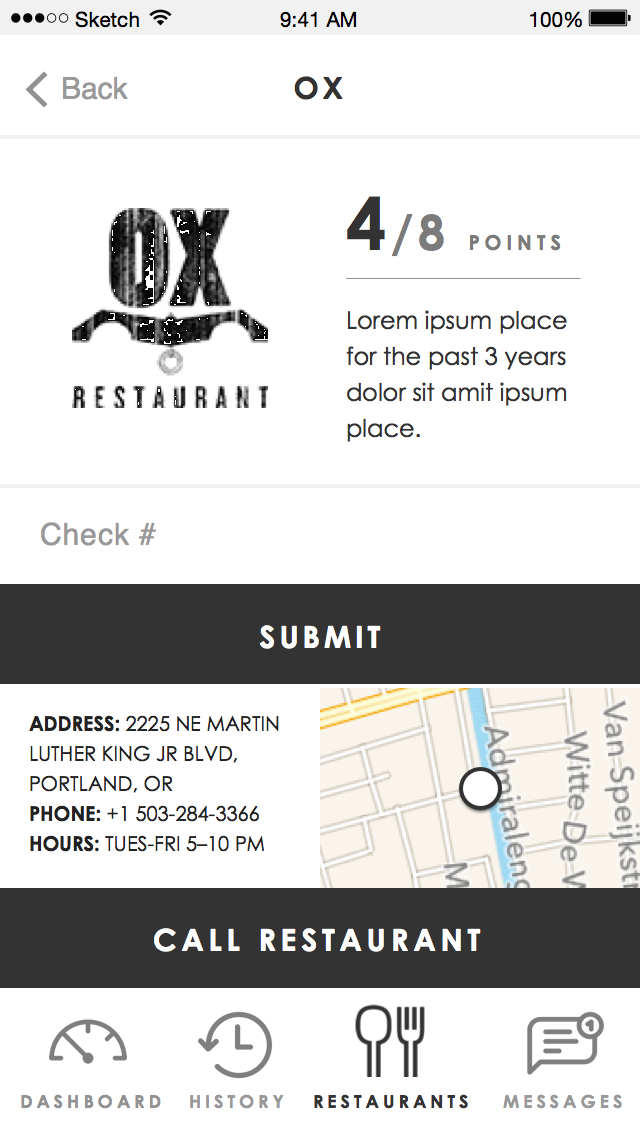 Sketch 9:41 AM 100%
Back OX
OX
RESTAURANT
4/8 POINTS
Lorem ipsum place
for the past 3 years
dolor sit amit ipsum
place.
Check #
SUBMIT
ADDRESS: 2225 NE MARTIN
LUTHER KING JR BLVD,
PORTLAND, OR
PHONE: +1 503-284-3366
HOURS: TUES-FRI 5–10 PM
Admiraleng
Witte De W
Van Speijkst
M
CALL RESTAURANT
1
DASHBOARD HISTORY RESTAURANTS MESSAGES